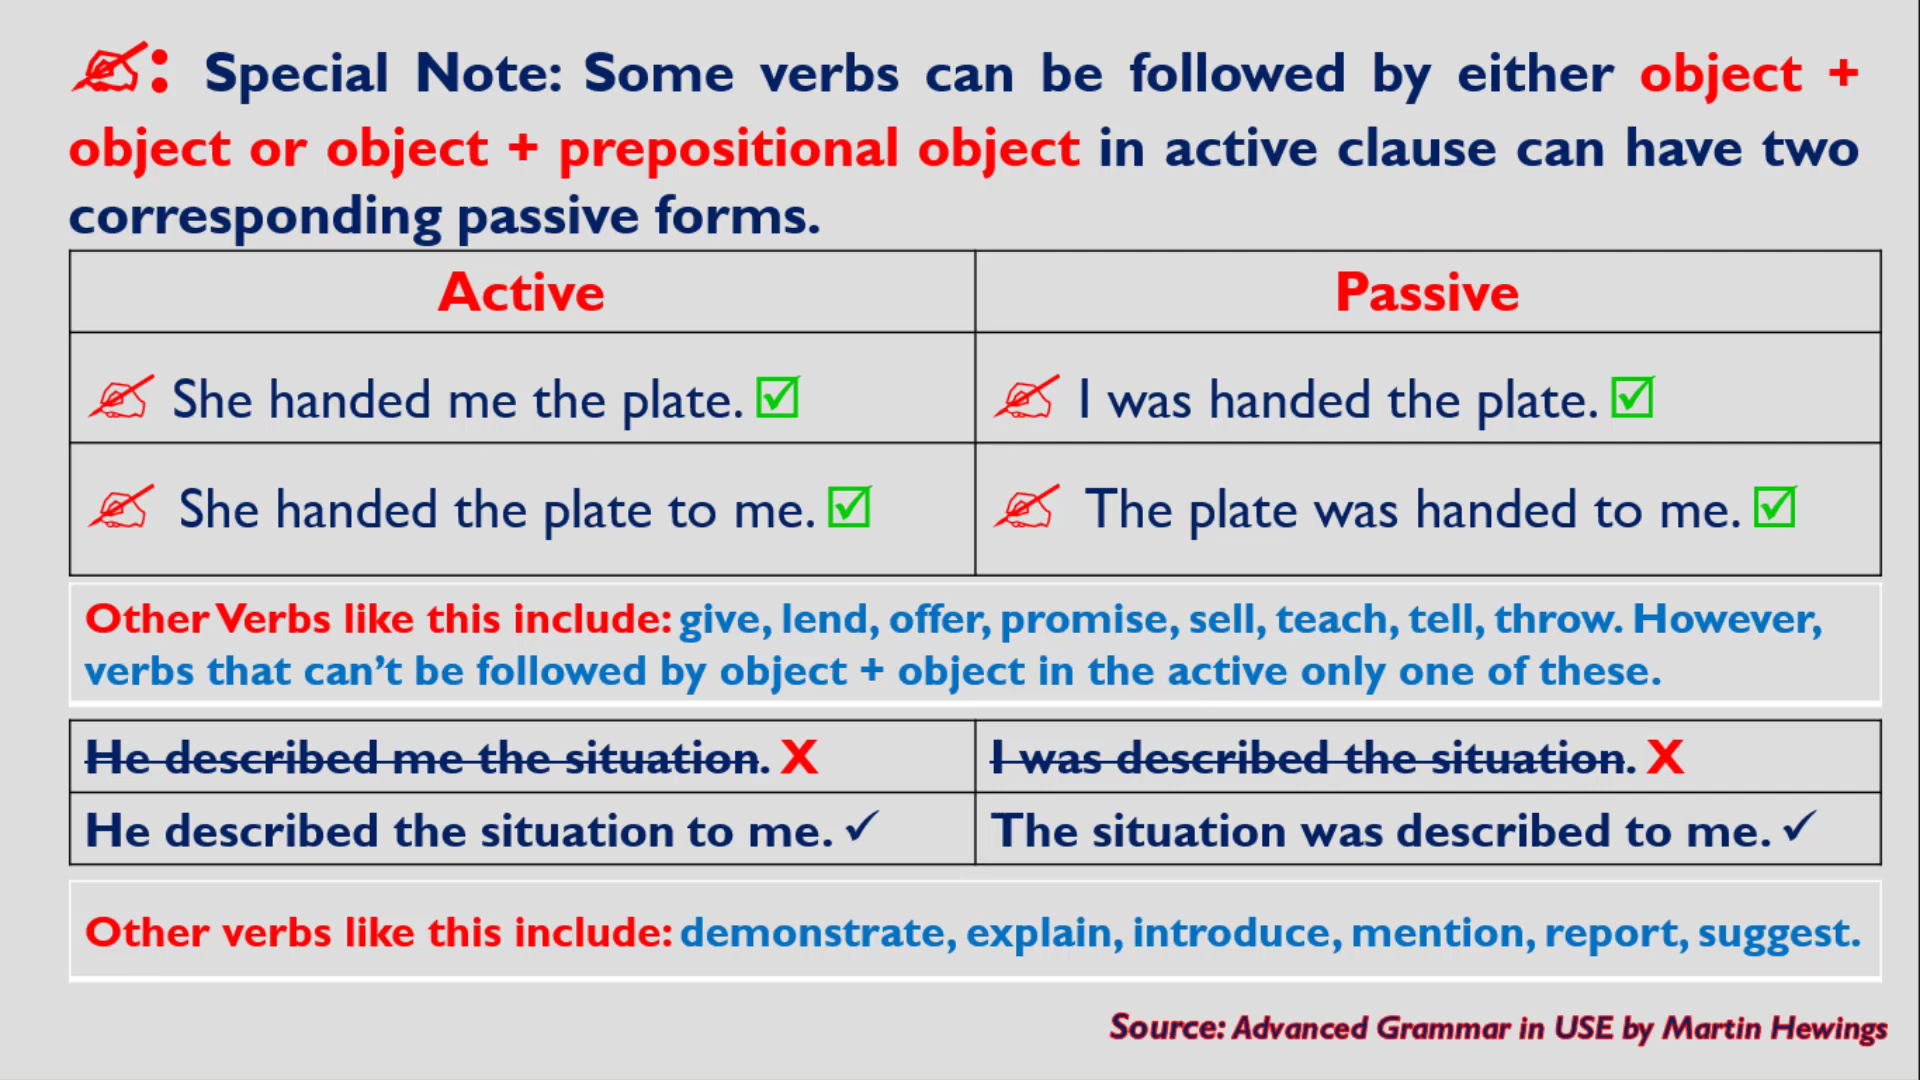 ✍: Special Note: Some verbs can be followed by either object +
object or object + prepositional object in active clause can have two
corresponding passive forms.
Active
Passive
✍ She handed me the plate. ☑
✍ I was handed the plate. ☑
✍ She handed the plate to me. ☑
✍ The plate was handed to me. ☑
Other Verbs like this include: give, lend, offer, promise, sell, teach, tell, throw. However,
verbs that can’t be followed by object + object in the active only one of these.
He described me the situation. X
I was described the situation. X
He described the situation to me. ✓
The situation was described to me. ✓
Other verbs like this include: demonstrate, explain, introduce, mention, report, suggest.
Source: Advanced Grammar in USE by Martin Hewings